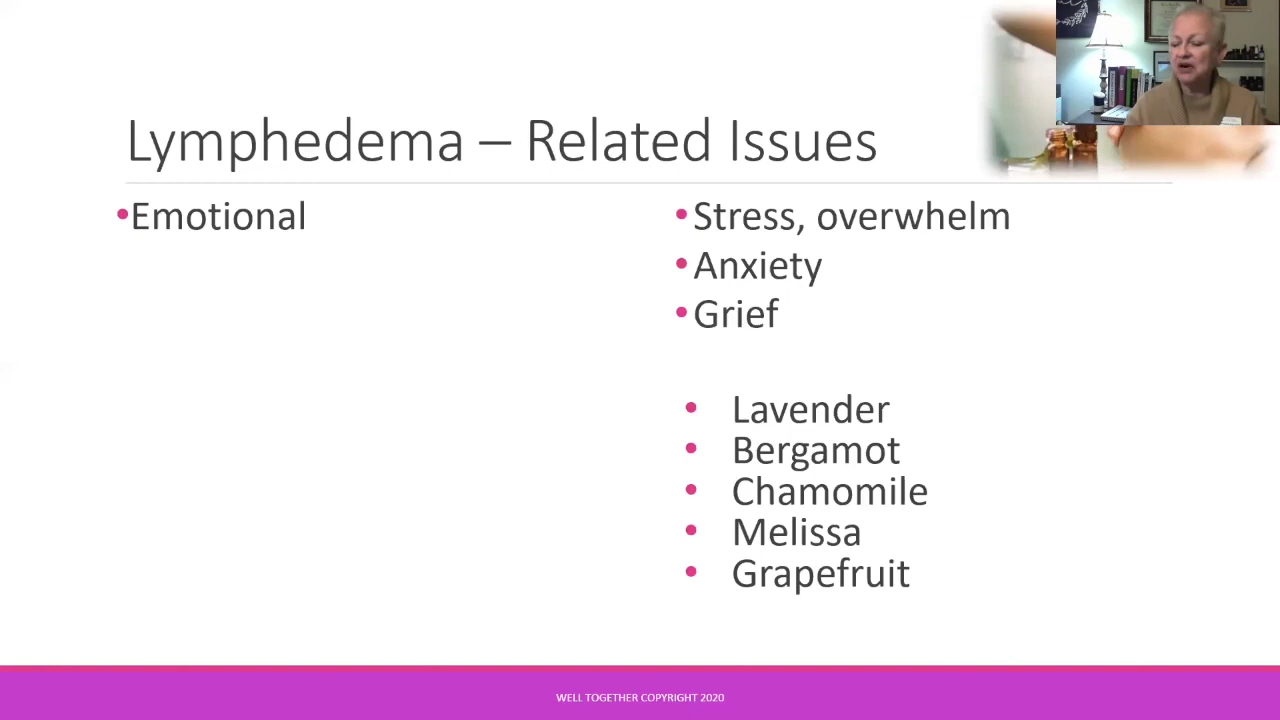 Lymphedema – Related Issues
•Emotional
•Stress, overwhelm
•Anxiety
•Grief
• Lavender
• Bergamot
• Chamomile
• Melissa
• Grapefruit
WELL TOGETHER COPYRIGHT 2020